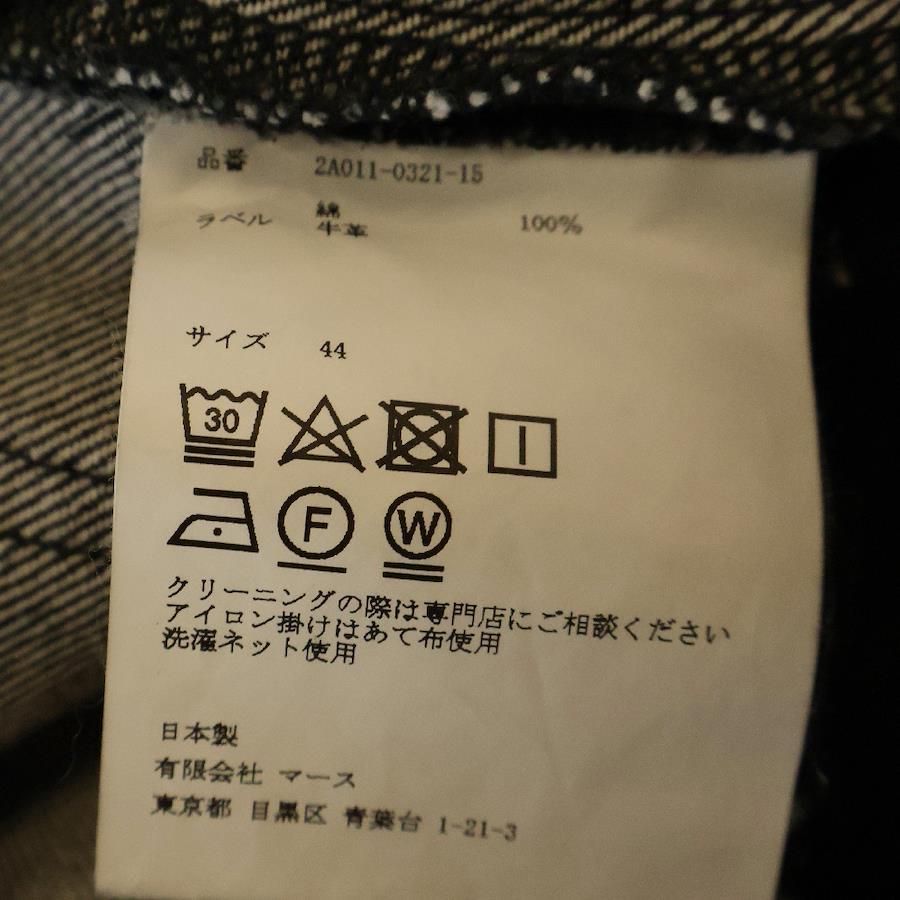 品番 2A011-0321-15
綿 100%
ラベル 牛革
サイズ 44
30
I
F W
クリーニングの際は専門店にご相談ください
アイロン掛けはあて布使用
洗濯ネット使用
日本製
有限会社 マース
東京都 目黒区 青葉台 1-21-3